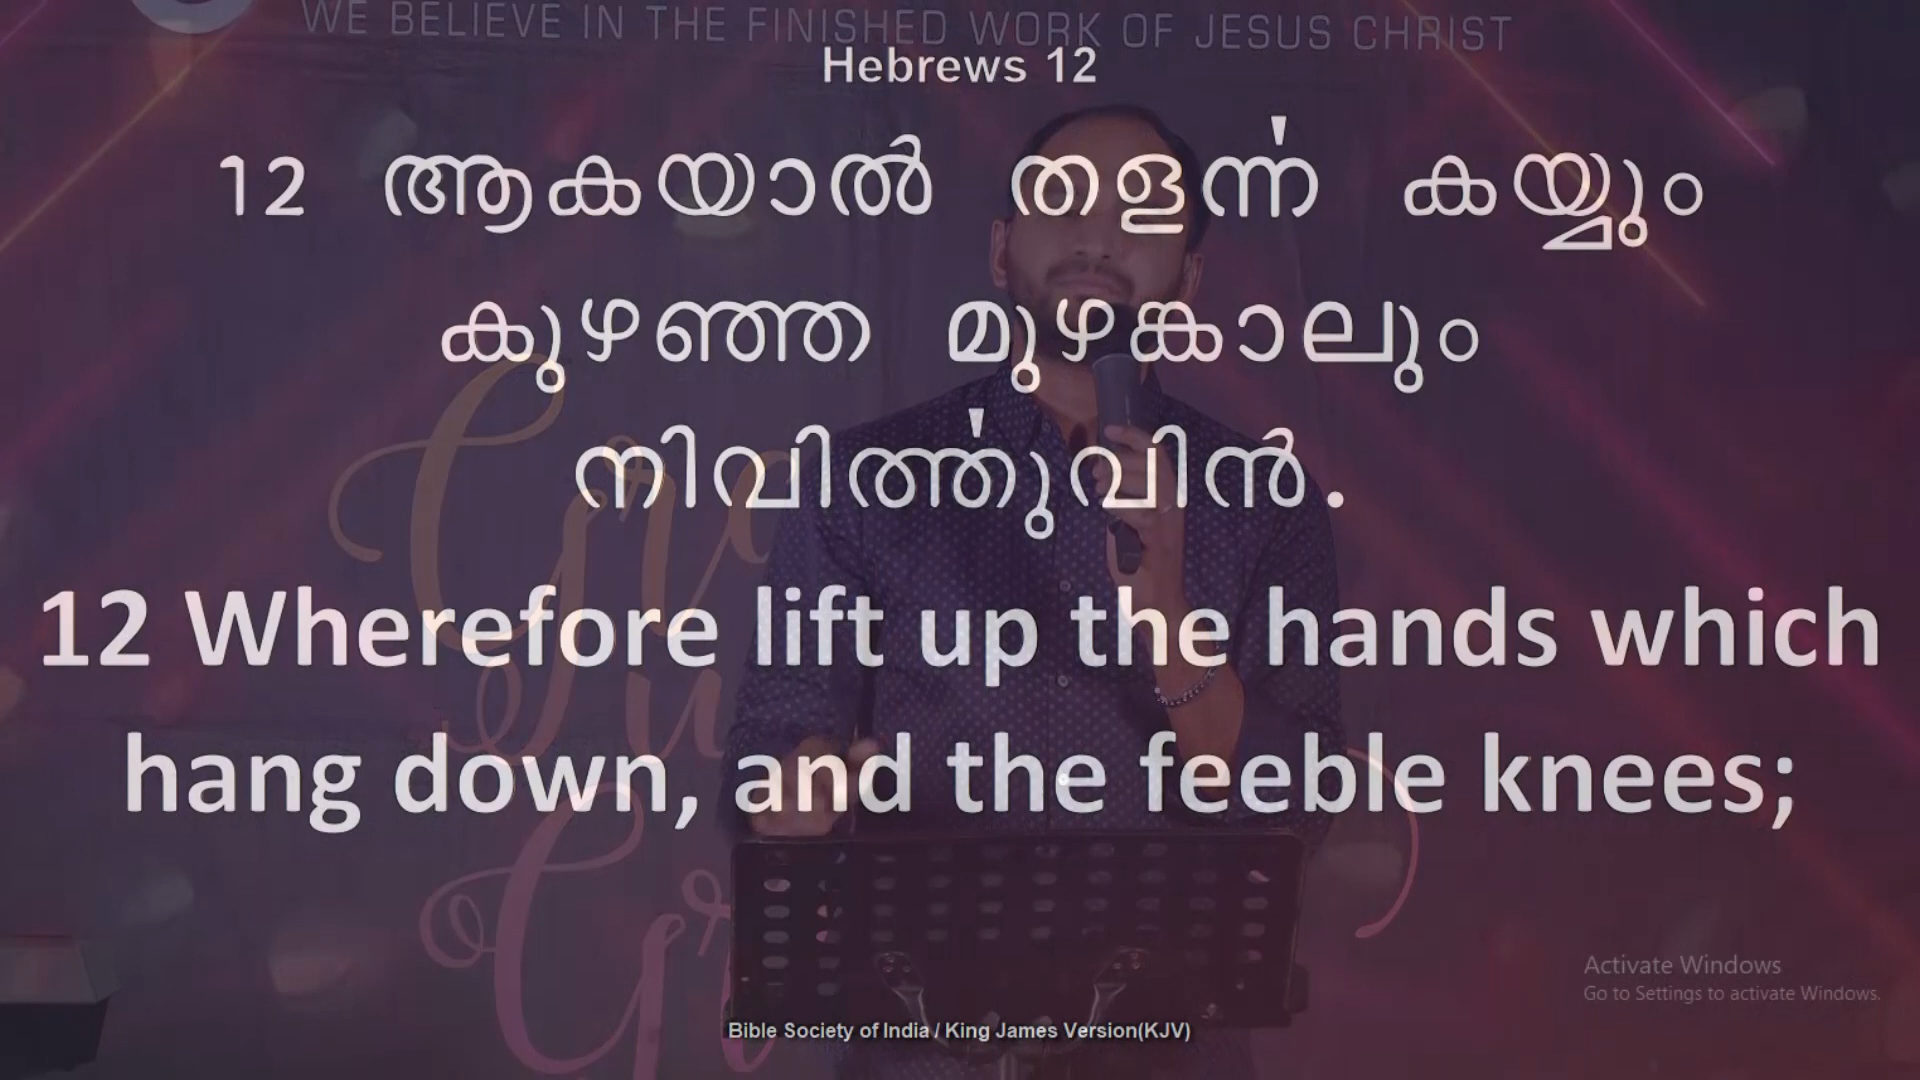 WE BELIEVE IN THE FINISHED WORK OF JESUS CHRIST
Hebrews 12
12 ആകയാൽ തളൎന്ന കയ്യും
കുഴഞ്ഞ മുഴങ്കാലും
നിവിൎത്തുവിൻ.
12 Wherefore lift up the hands which
hang down, and the feeble knees;
Activate Windows
Go to Settings to activate Windows.
Bible Society of India / King James Version(KJV)